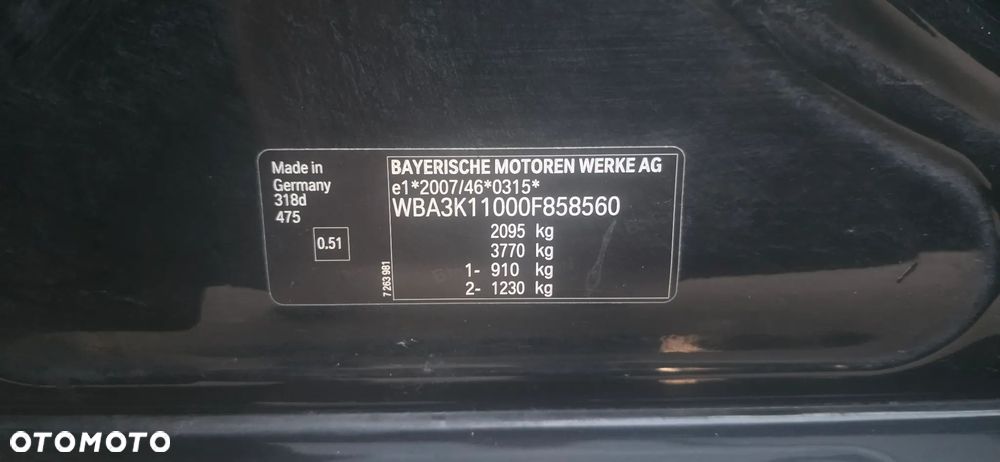 Made in
Germany
318d
475
0.51
7 263 981
BAYERISCHE MOTOREN WERKE AG
e1*2007/46*0315*
WBA3K11000F858560
2095 kg
3770 kg
1- 910 kg
2- 1230 kg
OTOMOTO